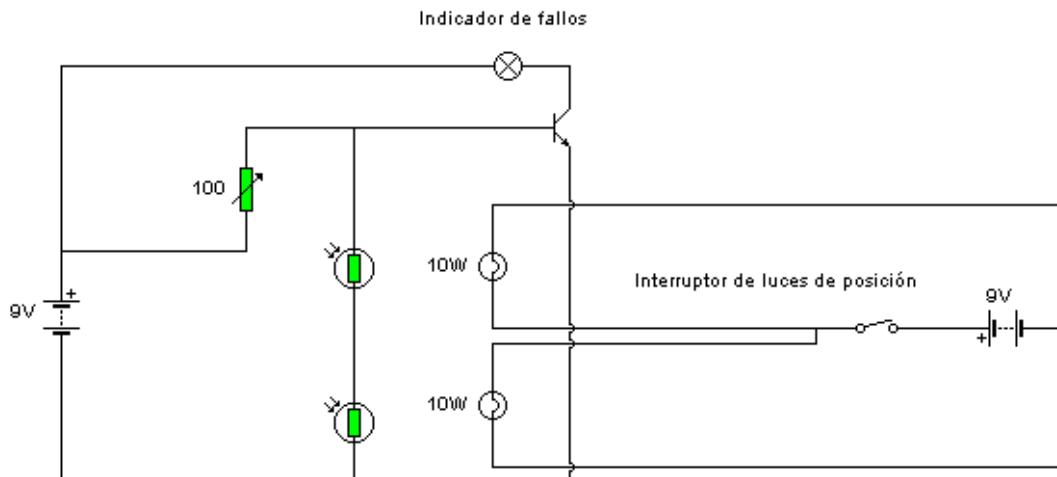 Indicador de fallos
100
10W
Interruptor de luces de posición
9V
+
9V
+
10W